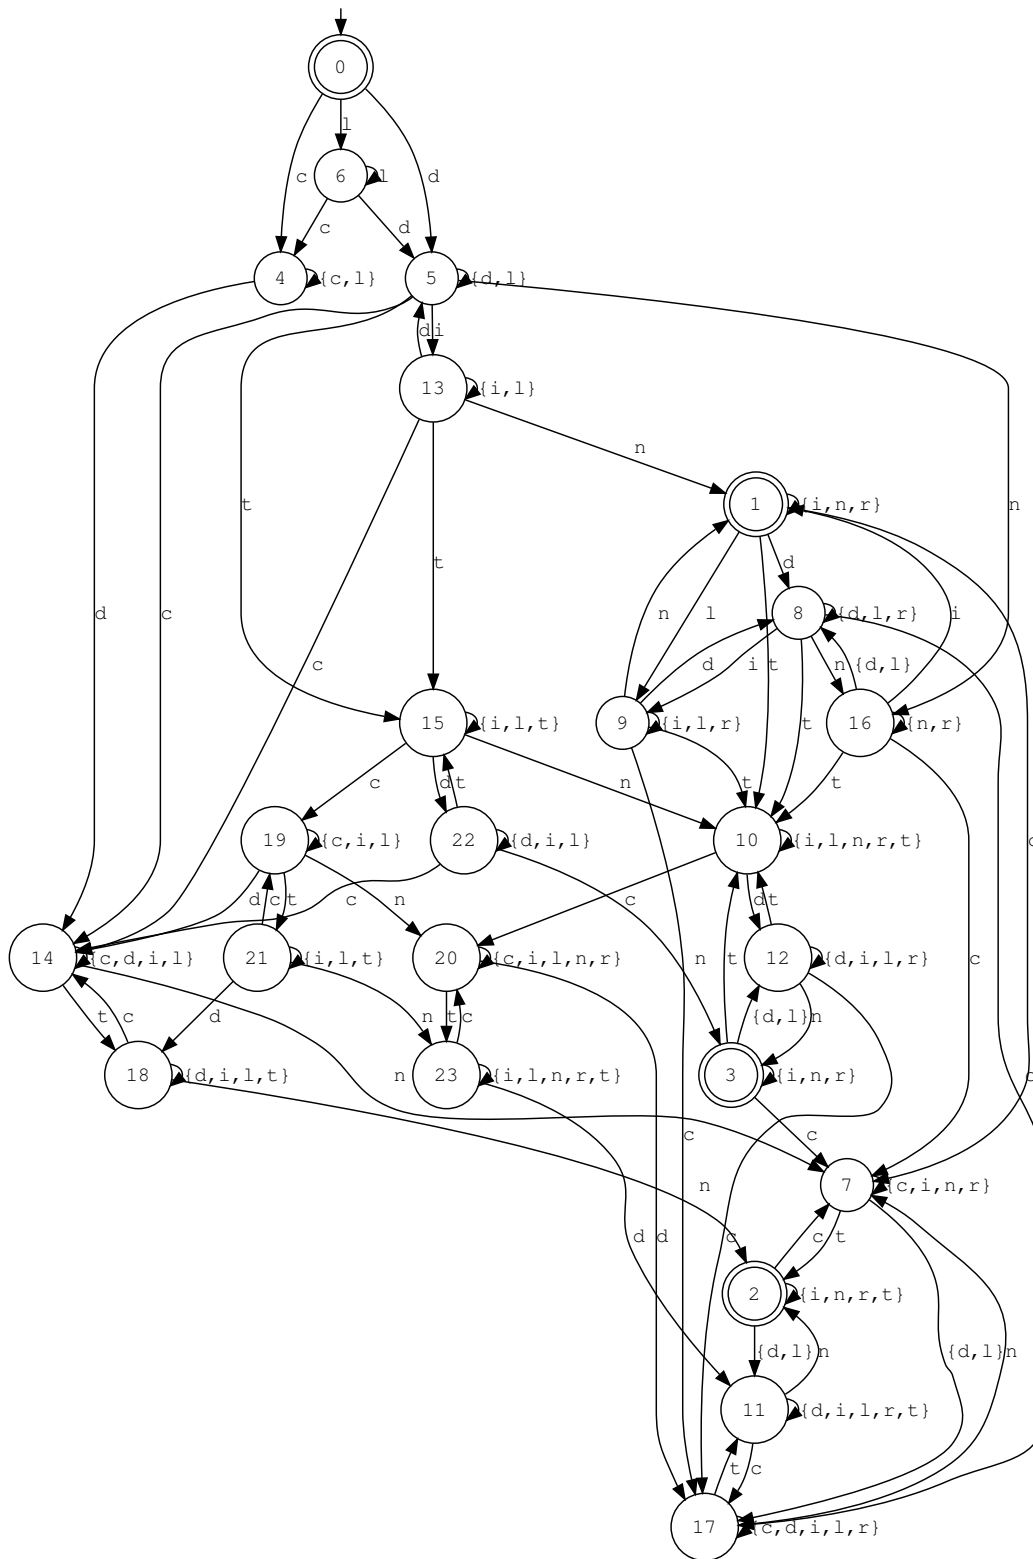 0
l
6 l
c d
c d
4 {c,l} 5 {d,l}
d i
13 {i,l}
n
1 {i,n,r}
t t n
d
d c c l 8 {d,l,r} i
n d i t n {d,l}
9 {i,l,r} t 16 {n,r}
15 {i,l,t}
c d t n t t c
19 {c,i,l} 22 {d,i,l} 10 {i,l,n,r,t}
d c t c n c d t
14 {c,d,i,l} 21 {i,l,t} 20 {c,i,l,n,r} n t 12 {d,i,l,r}
t c d n t c {d,l} n
18 {d,i,l,t} n 23 {i,l,n,r,t} 3 {i,n,r} c
c c
7 {c,i,n,r}
n
d d c c t
2 {i,n,r,t}
{d,l} n {d,l} n
11 {d,i,l,r,t}
t c
17 {c,d,i,l,r}